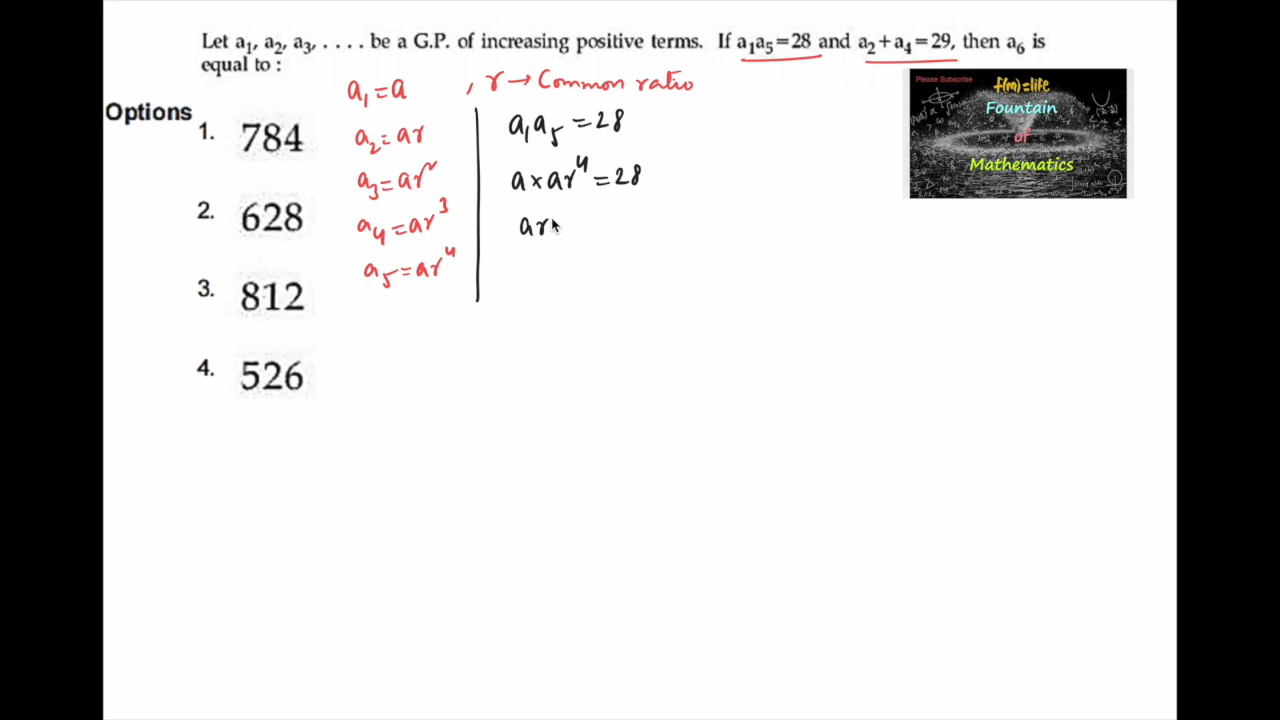 Let a₁, a₂, a₃, . . . . be a G.P. of increasing positive terms. If a₁a₅=28 and a₂+a₄=29, then a₆ is
equal to :
Options
1. 784
2. 628
3. 812
4. 526
a₁ = a , r → Common ratio
a₂ = ar
a₃ = ar²
a₄ = ar³
a₅ = ar⁴
a₁a₅ = 28
a × ar⁴ = 28
ar
Please Subscribe
f(m)=life
Fountain
of
Mathematics